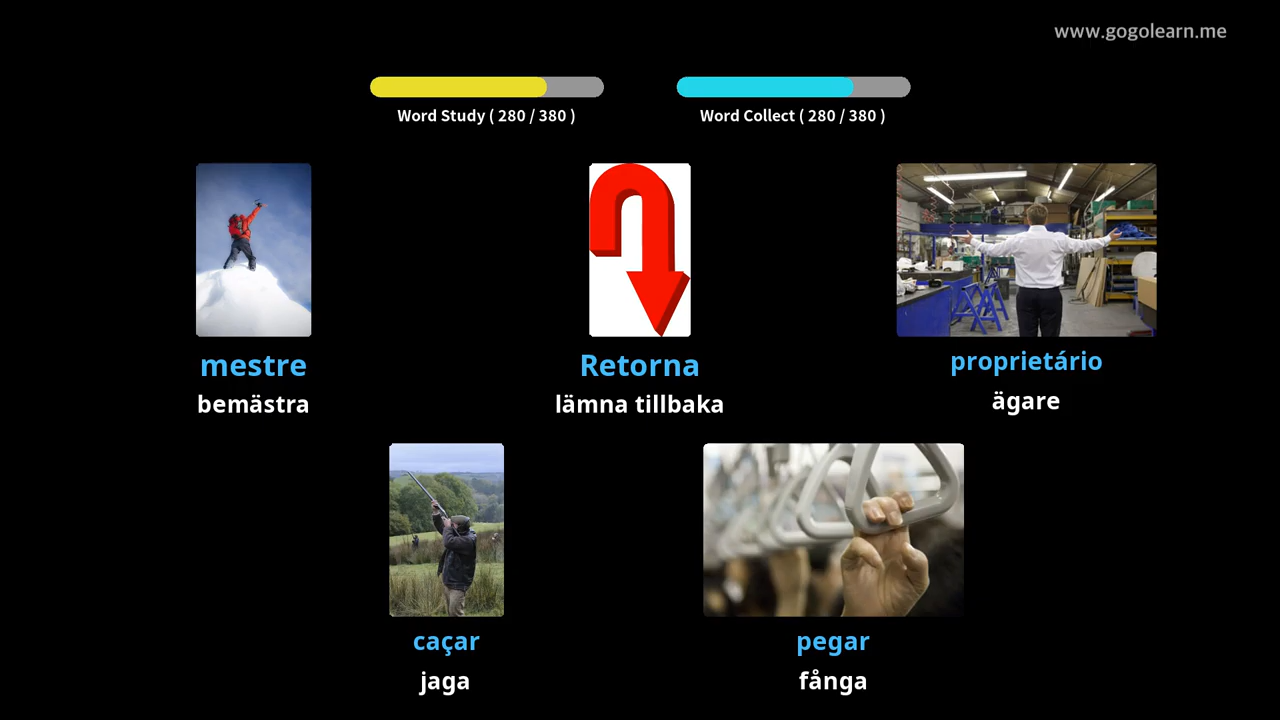 www.gogolearn.me
Word Study ( 280 / 380 )
Word Collect ( 280 / 380 )
mestre
bemästra
Retorna
lämna tillbaka
proprietário
ägare
caçar
jaga
pegar
fånga